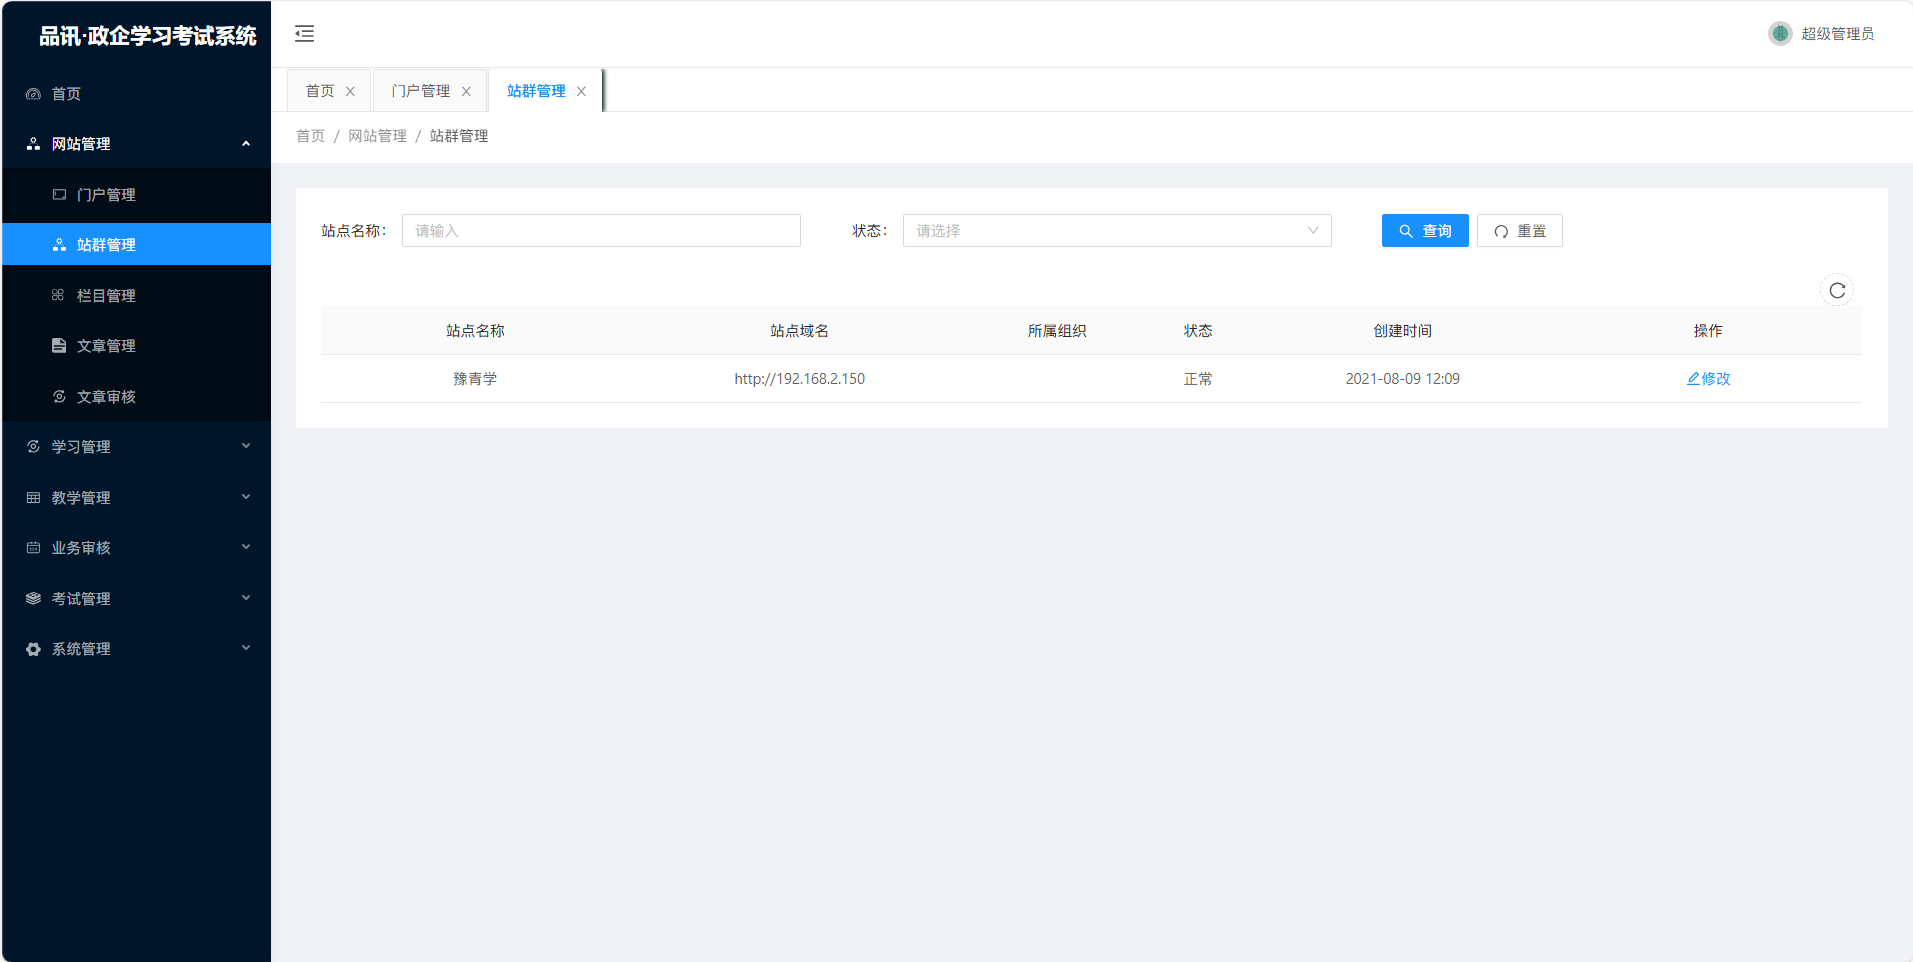 品讯·政企学习考试系统
超级管理员
首页
网站管理
门户管理
站群管理
栏目管理
文章管理
文章审核
学习管理
教学管理
业务审核
考试管理
系统管理
首页 门户管理 站群管理
首页 / 网站管理 / 站群管理
站点名称： 请输入 状态： 请选择 查询 重置
站点名称 站点域名 所属组织 状态 创建时间 操作
豫青学 http://192.168.2.150 正常 2021-08-09 12:09 修改